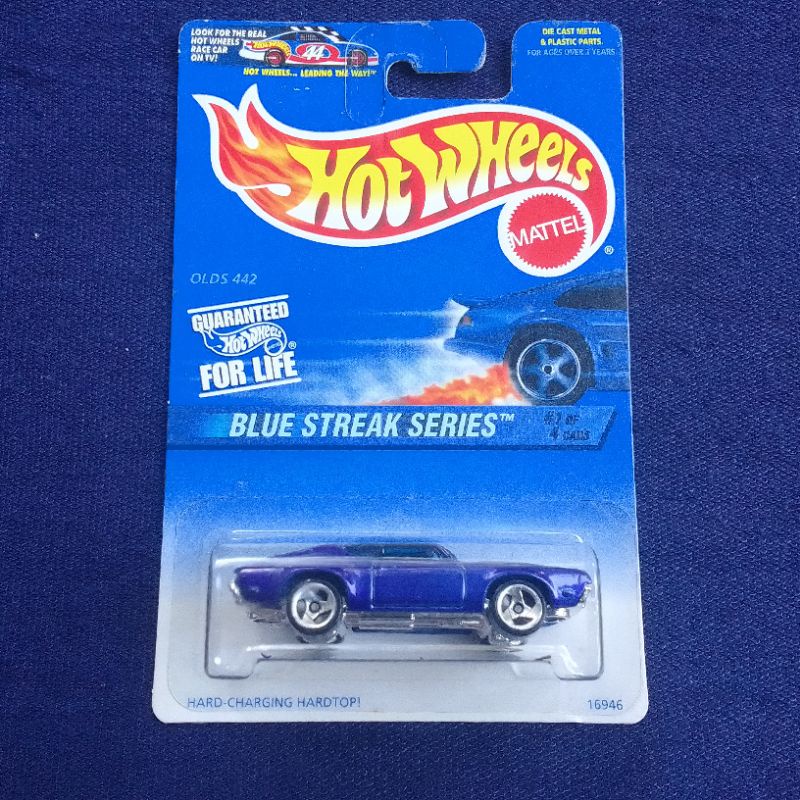 LOOK FOR THE REAL
HOT WHEELS
RACE CAR
ON TV!
44
HOT WHEELS... LEADING THE WAY!™
DIE CAST METAL
& PLASTIC PARTS.
FOR AGES OVER 3 YEARS
HOT WHEELS
MATTEL
®
OLDS 442
GUARANTEED
HOT WHEELS®
FOR LIFE
BLUE STREAK SERIES™
#1 OF
4 CARS
HARD-CHARGING HARDTOP!
16946